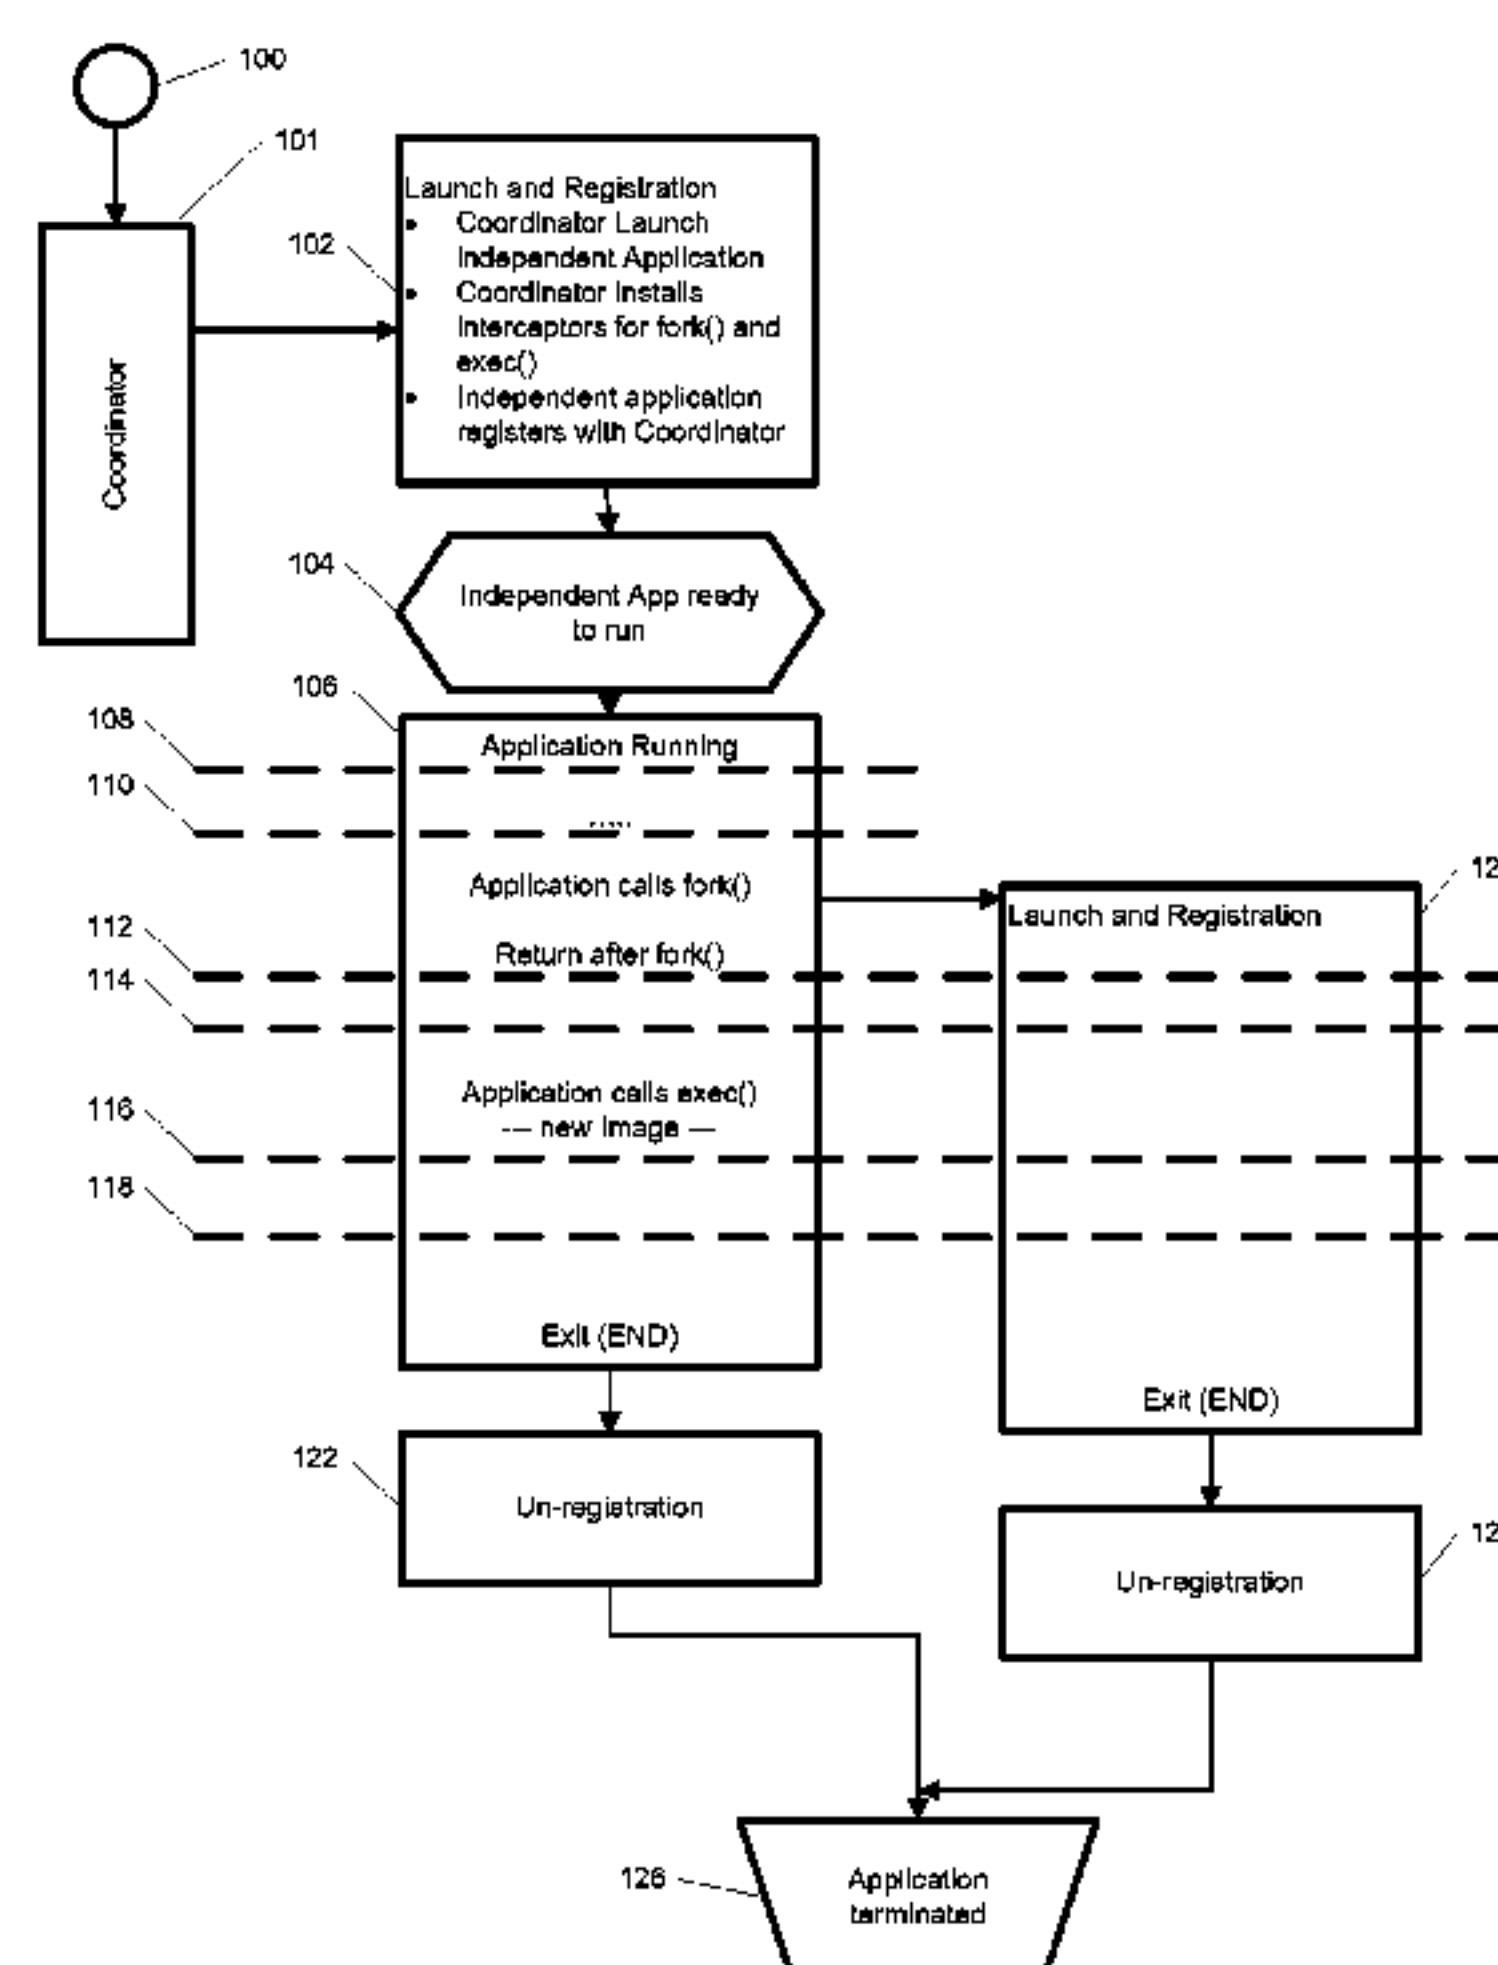 100
101
Coordinator
102
Launch and Registration
• Coordinator Launch
Independent Application
• Coordinator installs
interceptors for fork() and
exec()
• Independent application
registers with Coordinator
104
Independent App ready
to run
106
108
Application Running
110
.....
Application calls fork()
12
Launch and Registration
112
Return after fork()
114
116
Application calls exec()
--- new image ---
118
Exit (END)
Exit (END)
122
Un-registration
12
Un-registration
126
Application
terminated